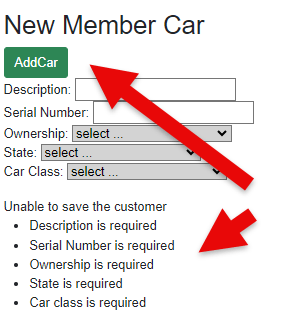 New Member Car
AddCar
Description:
Serial Number:
Ownership: select ...
State: select ...
Car Class: select ...
Unable to save the customer
• Description is required
• Serial Number is required
• Ownership is required
• State is required
• Car class is required